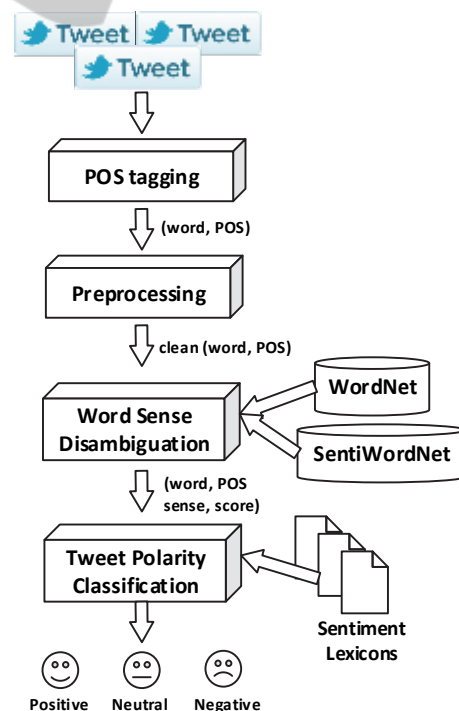 Tweet Tweet
Tweet
POS tagging
(word, POS)
Preprocessing
clean (word, POS)
WordNet
Word Sense
Disambiguation
SentiWordNet
(word, POS
sense, score)
Tweet Polarity
Classification
Sentiment
Lexicons
Positive Neutral Negative